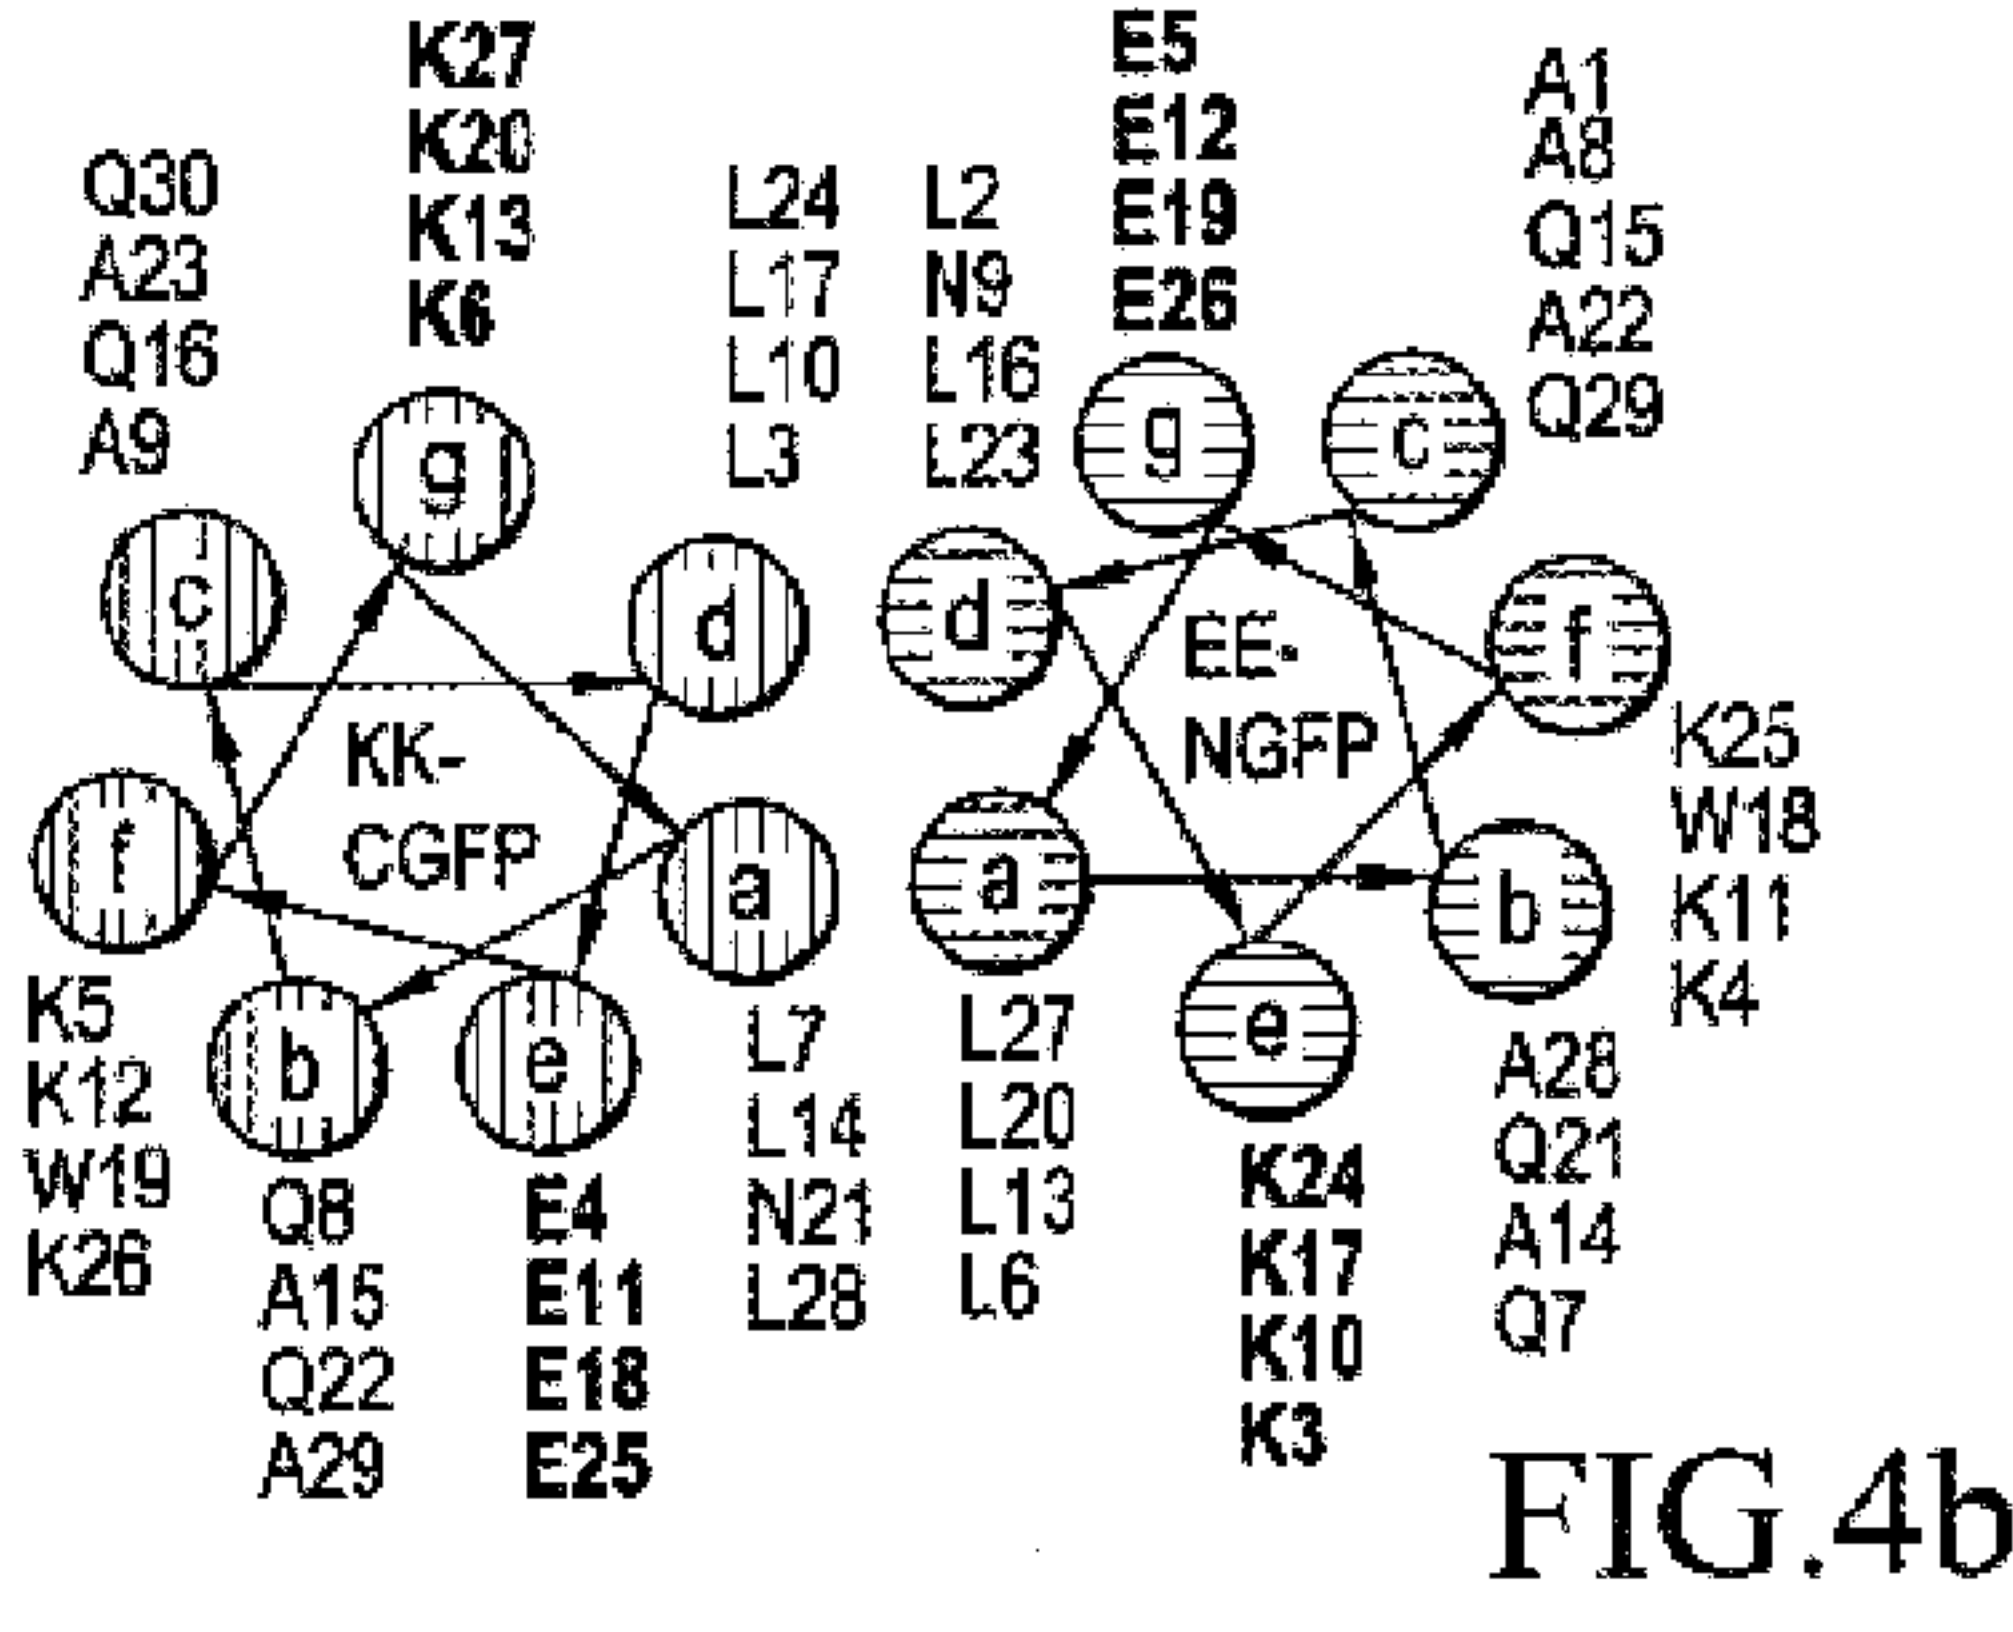 Q30
A23
Q16
A9
K27
K20
K13
K6
L24
L17
L10
L3
L2
N9
L16
L23
E5
E12
E19
E26
A1
A8
Q15
A22
Q29
c
g
d
f
b
e
a
KK-
CGFP
d
g
c
f
a
e
b
EE-
NGFP
K5
K12
W19
K26
Q8
A15
Q22
A29
E4
E11
E18
E25
L7
L14
N21
L28
L27
L20
L13
L6
K24
K17
K10
K3
A28
Q21
A14
Q7
K25
W18
K11
K4
FIG.4b